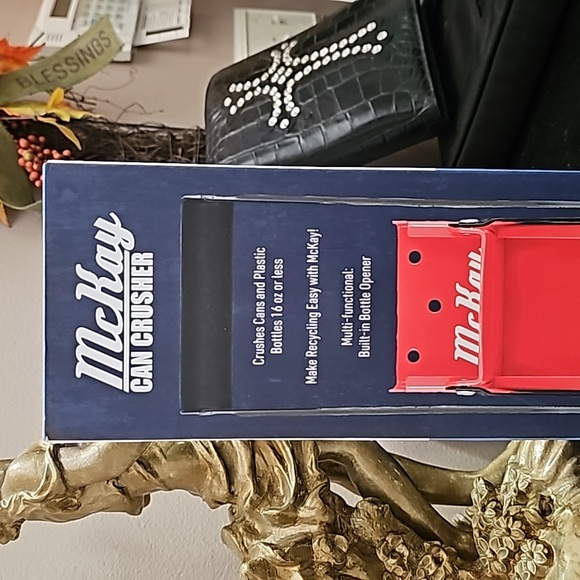 BLESSINGS
McKay
CAN CRUSHER
Crushes Cans and Plastic
Bottles 16 oz or less
Make Recycling Easy with McKay!
Multi-functional:
Built-in Bottle Opener
McKay